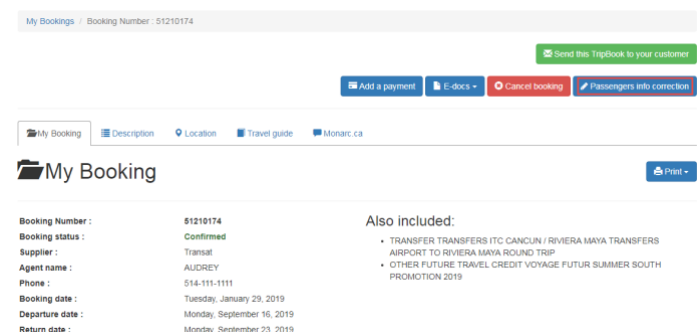 My Bookings / Booking Number : 51210174
Send this TripBook to your customer
Add a payment E-docs Cancel booking Passengers info correction
My Booking Description Location Travel guide Monarc.ca
My Booking
Print
Booking Number : 51210174
Booking status : Confirmed
Supplier : Transat
Agent name : AUDREY
Phone : 514-111-1111
Booking date : Tuesday, January 29, 2019
Departure date : Monday, September 16, 2019
Return date : Monday, September 23, 2019
Also included:
• TRANSFER TRANSFERS ITC CANCUN / RIVIERA MAYA TRANSFERS
AIRPORT TO RIVIERA MAYA ROUND TRIP
• OTHER FUTURE TRAVEL CREDIT VOYAGE FUTUR SUMMER SOUTH
PROMOTION 2019